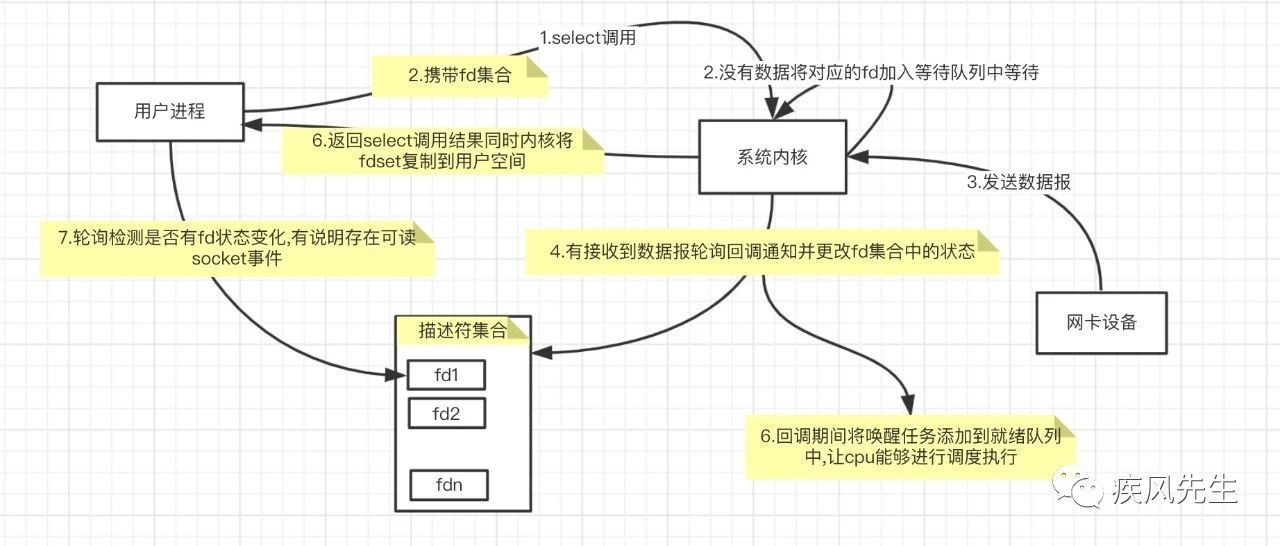 1.select调用
2.携带fd集合
2.没有数据将对应的fd加入等待队列中等待
用户进程
6.返回select调用结果同时内核将
fdset复制到用户空间
系统内核
3.发送数据报
7.轮询检测是否有fd状态变化,有说明存在可读
socket事件
4.有接收到数据报轮询回调通知并更改fd集合中的状态
网卡设备
描述符集合
fd1
fd2
fdn
6.回调期间将唤醒任务添加到就绪队列
中,让cpu能够进行调度执行
疾风先生